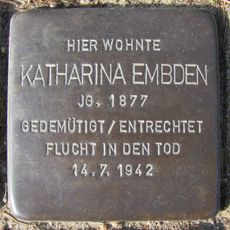 HIER WOHNTE
KATHARINA EMBDEN
JG. 1877
GEDEMÜTIGT / ENTRECHTET
FLUCHT IN DEN TOD
14.7.1942